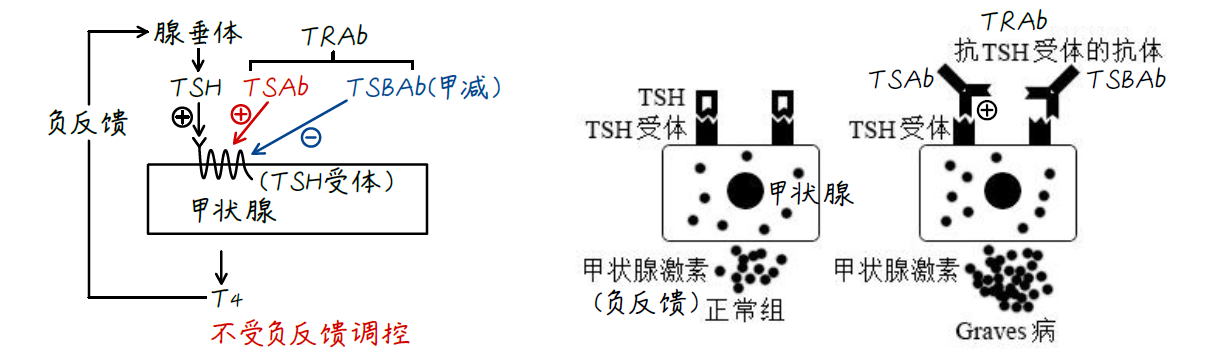 腺垂体
TRAb
TSH
TSAb
TSBAb(甲减)
负反馈
(TSH受体)
甲状腺
T4
不受负反馈调控
TSH
TSH受体
甲状腺
甲状腺激素
(负反馈)
正常组
TRAb
抗TSH受体的抗体
TSAb
TSBAb
TSH受体
甲状腺激素
Graves病